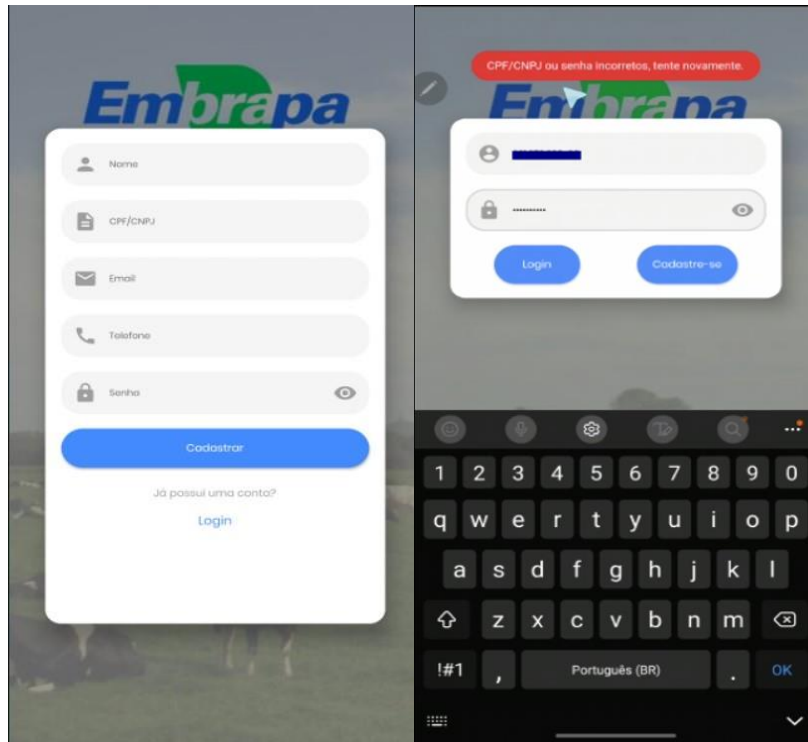 Embrapa
Nome
CPF/CNPJ
Email
Telefone
Senha
Cadastrar
Já possui uma conta?
Login
CPF/CNPJ ou senha incorretos, tente novamente.
Embrapa
Login
Cadastre-se
1 2 3 4 5 6 7 8 9 0
q w e r t y u i o p
a s d f g h j k l
z x c v b n m
!#1 , Português (BR) . OK